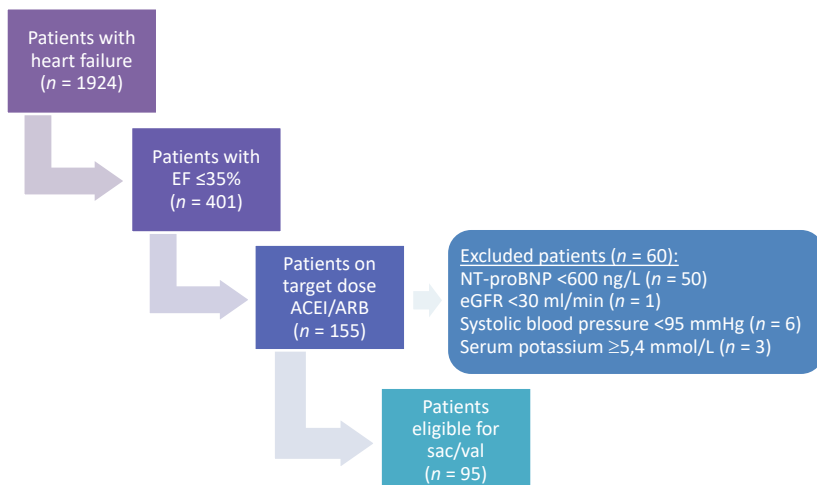 Patients with
heart failure
(n = 1924)
Patients with
EF ≤35%
(n = 401)
Patients on
target dose
ACEI/ARB
(n = 155)
Excluded patients (n = 60):
NT-proBNP <600 ng/L (n = 50)
eGFR <30 ml/min (n = 1)
Systolic blood pressure <95 mmHg (n = 6)
Serum potassium ≥5,4 mmol/L (n = 3)
Patients
eligible for
sac/val
(n = 95)